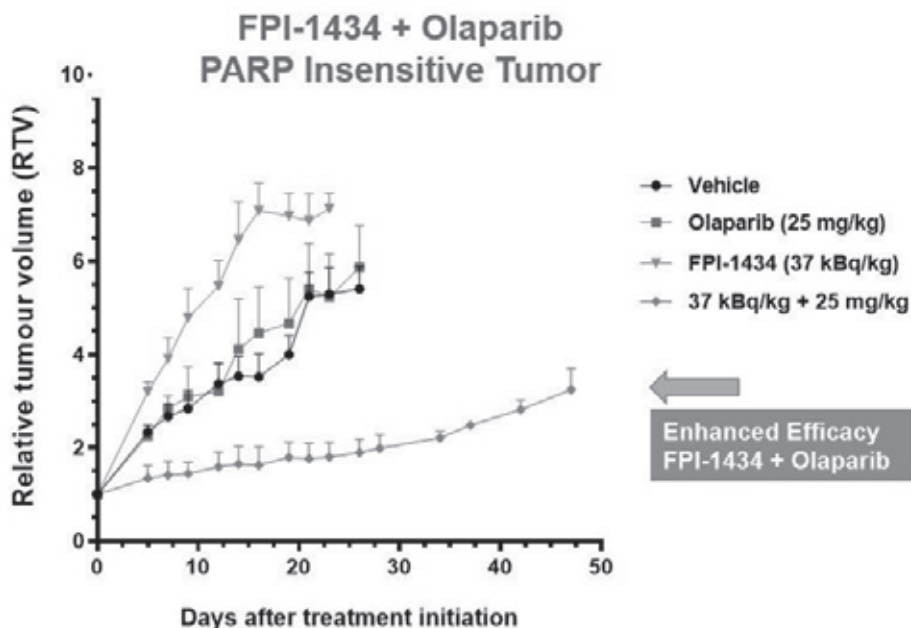 FPI-1434 + Olaparib
PARP Insensitive Tumor
10
8
6
4
2
0
Relative tumour volume (RTV)
0
10
20
30
40
50
Days after treatment initiation
Vehicle
Olaparib (25 mg/kg)
FPI-1434 (37 kBq/kg)
37 kBq/kg + 25 mg/kg
Enhanced Efficacy
FPI-1434 + Olaparib